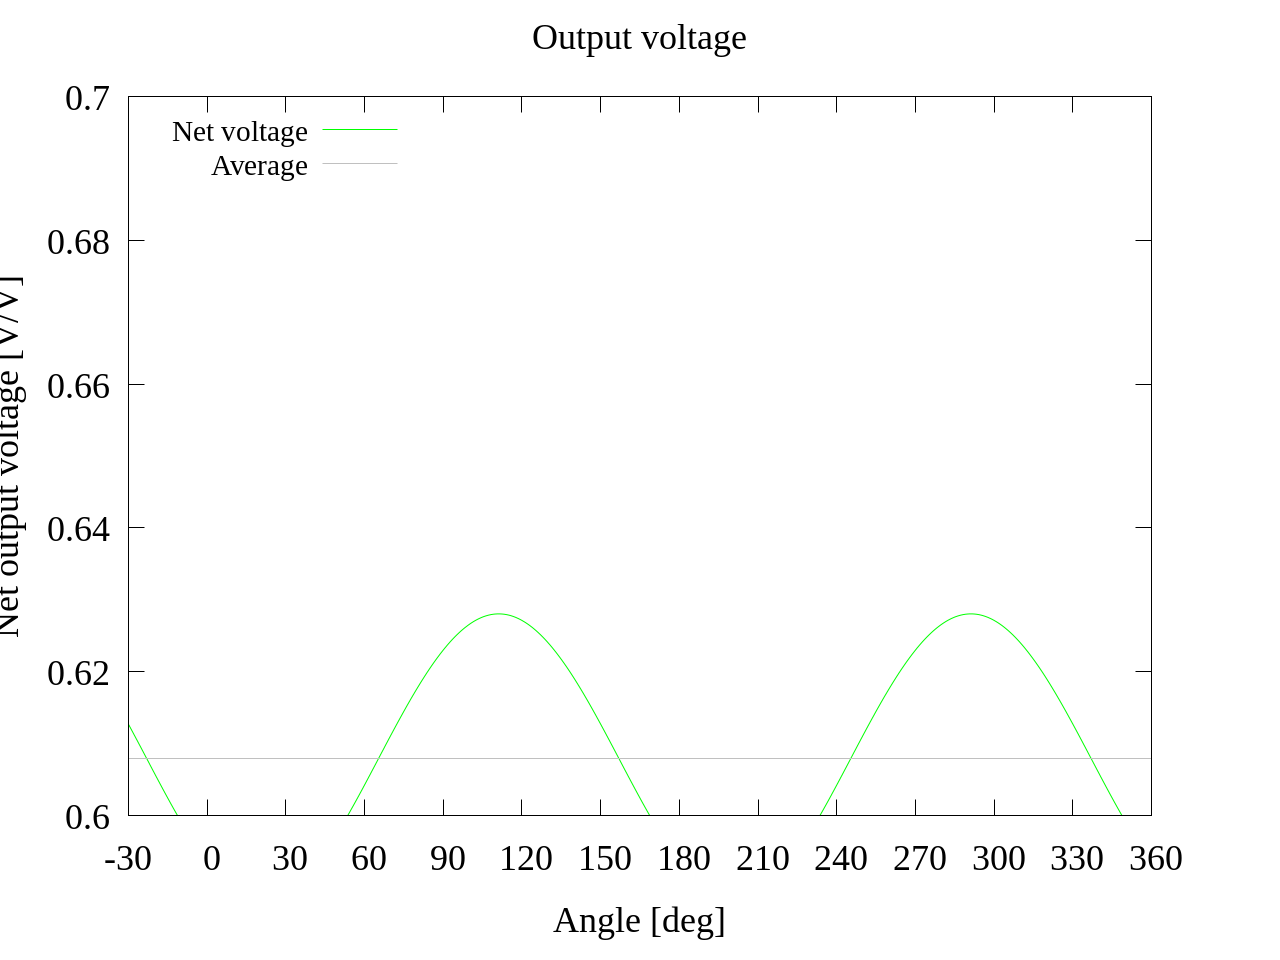 Output voltage
0.7
Net voltage
Average
0.68
0.66
0.64
0.62
0.6
Net output voltage [V/V]
-30 0 30 60 90 120 150 180 210 240 270 300 330 360
Angle [deg]